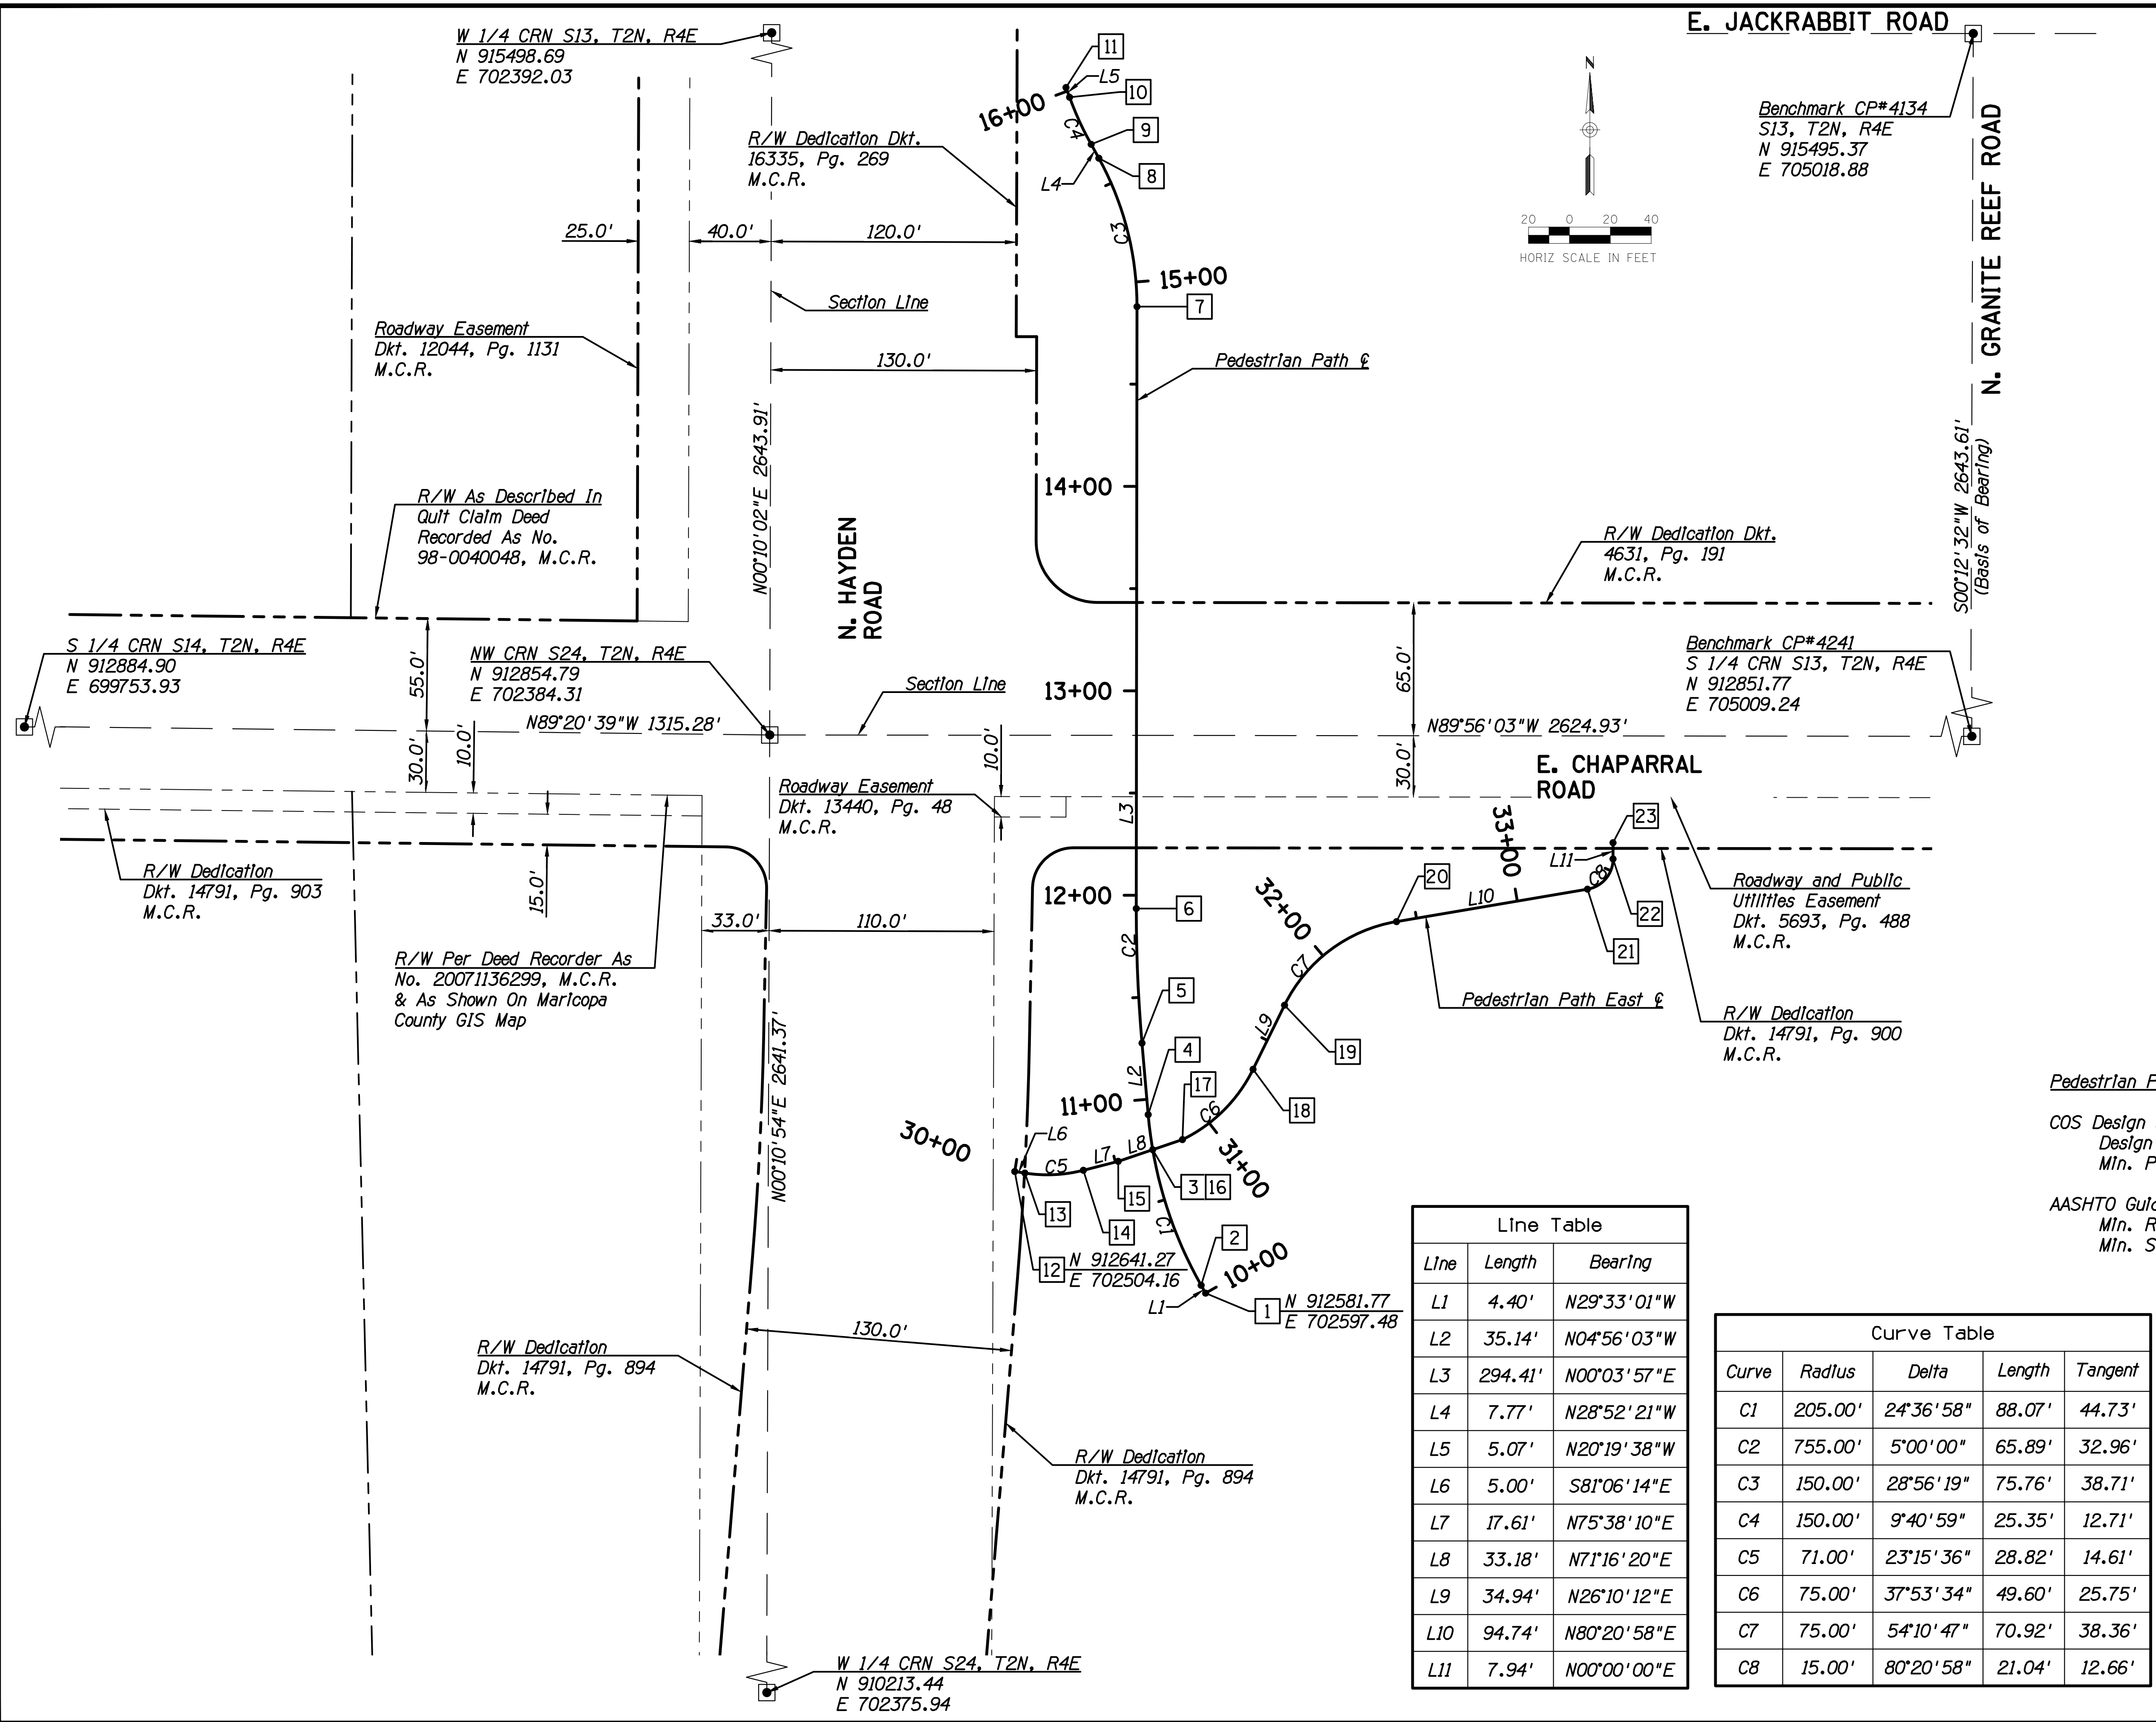 E. JACKRABBIT ROAD
W 1/4 CRN S13, T2N, R4E
N 915498.69
E 702392.03
11
L5
10
16+00
C4
9
8
L4
N
Benchmark CP#4134
S13, T2N, R4E
N 915495.37
E 705018.88
N. GRANITE REEF ROAD
R/W Dedication Dkt.
16335, Pg. 269
M.C.R.
25.0'
40.0'
120.0'
C3
20 0 20 40
HORIZ SCALE IN FEET
15+00
7
Section Line
Roadway Easement
Dkt. 12044, Pg. 1131
M.C.R.
130.0'
Pedestrian Path ℄
N00°10'02"E 2643.91'
S00°12'32"W 2643.61'
(Basis of Bearing)
14+00
R/W As Described In
Quit Claim Deed
Recorded As No.
98-0040048, M.C.R.
N. HAYDEN
ROAD
R/W Dedication Dkt.
4631, Pg. 191
M.C.R.
S 1/4 CRN S14, T2N, R4E
N 912884.90
E 699753.93
55.0'
NW CRN S24, T2N, R4E
N 912854.79
E 702384.31
Section Line
13+00
65.0'
Benchmark CP#4241
S 1/4 CRN S13, T2N, R4E
N 912851.77
E 705009.24
N89°20'39"W 1315.28'
N89°56'03"W 2624.93'
30.0'
10.0'
10.0'
30.0'
E. CHAPARRAL
ROAD
Roadway Easement
Dkt. 13440, Pg. 48
M.C.R.
L3
33+00
23
L11
C8
R/W Dedication
Dkt. 14791, Pg. 903
M.C.R.
15.0'
12+00
6
32+00
20
L10
22
21
Roadway and Public
Utilities Easement
Dkt. 5693, Pg. 488
M.C.R.
33.0'
110.0'
C2
C7
R/W Per Deed Recorder As
No. 20071136299, M.C.R.
& As Shown On Maricopa
County GIS Map
5
Pedestrian Path East ℄
R/W Dedication
Dkt. 14791, Pg. 900
M.C.R.
N00°10'54"E 2641.37'
4
L9
19
L2
17
18
11+00
C6
Pedestrian P
COS Design
Design
Min. P
AASHTO Guid
Min. R
Min. S
30+00
L6
C5
L7
L8
31+00
3
16
15
13
14
C1
2
10+00
12
N 912641.27
E 702504.16
L1
1
N 912581.77
E 702597.48
130.0'
R/W Dedication
Dkt. 14791, Pg. 894
M.C.R.
R/W Dedication
Dkt. 14791, Pg. 894
M.C.R.
W 1/4 CRN S24, T2N, R4E
N 910213.44
E 702375.94
Line Table
Line Length Bearing
L1 4.40' N29°33'01"W
L2 35.14' N04°56'03"W
L3 294.41' N00°03'57"E
L4 7.77' N28°52'21"W
L5 5.07' N20°19'38"W
L6 5.00' S81°06'14"E
L7 17.61' N75°38'10"E
L8 33.18' N71°16'20"E
L9 34.94' N26°10'12"E
L10 94.74' N80°20'58"E
L11 7.94' N00°00'00"E
Curve Table
Curve Radius Delta Length Tangent
C1 205.00' 24°36'58" 88.07' 44.73'
C2 755.00' 5°00'00" 65.89' 32.96'
C3 150.00' 28°56'19" 75.76' 38.71'
C4 150.00' 9°40'59" 25.35' 12.71'
C5 71.00' 23°15'36" 28.82' 14.61'
C6 75.00' 37°53'34" 49.60' 25.75'
C7 75.00' 54°10'47" 70.92' 38.36'
C8 15.00' 80°20'58" 21.04' 12.66'